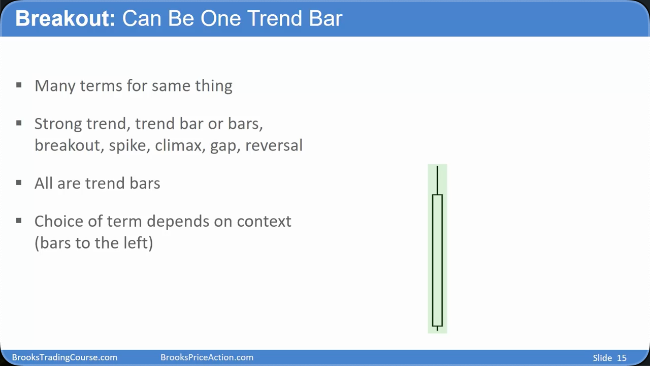 Breakout: Can Be One Trend Bar
▪ Many terms for same thing
▪ Strong trend, trend bar or bars,
breakout, spike, climax, gap, reversal
▪ All are trend bars
▪ Choice of term depends on context
(bars to the left)
BrooksTradingCourse.com BrooksPriceAction.com Slide 15